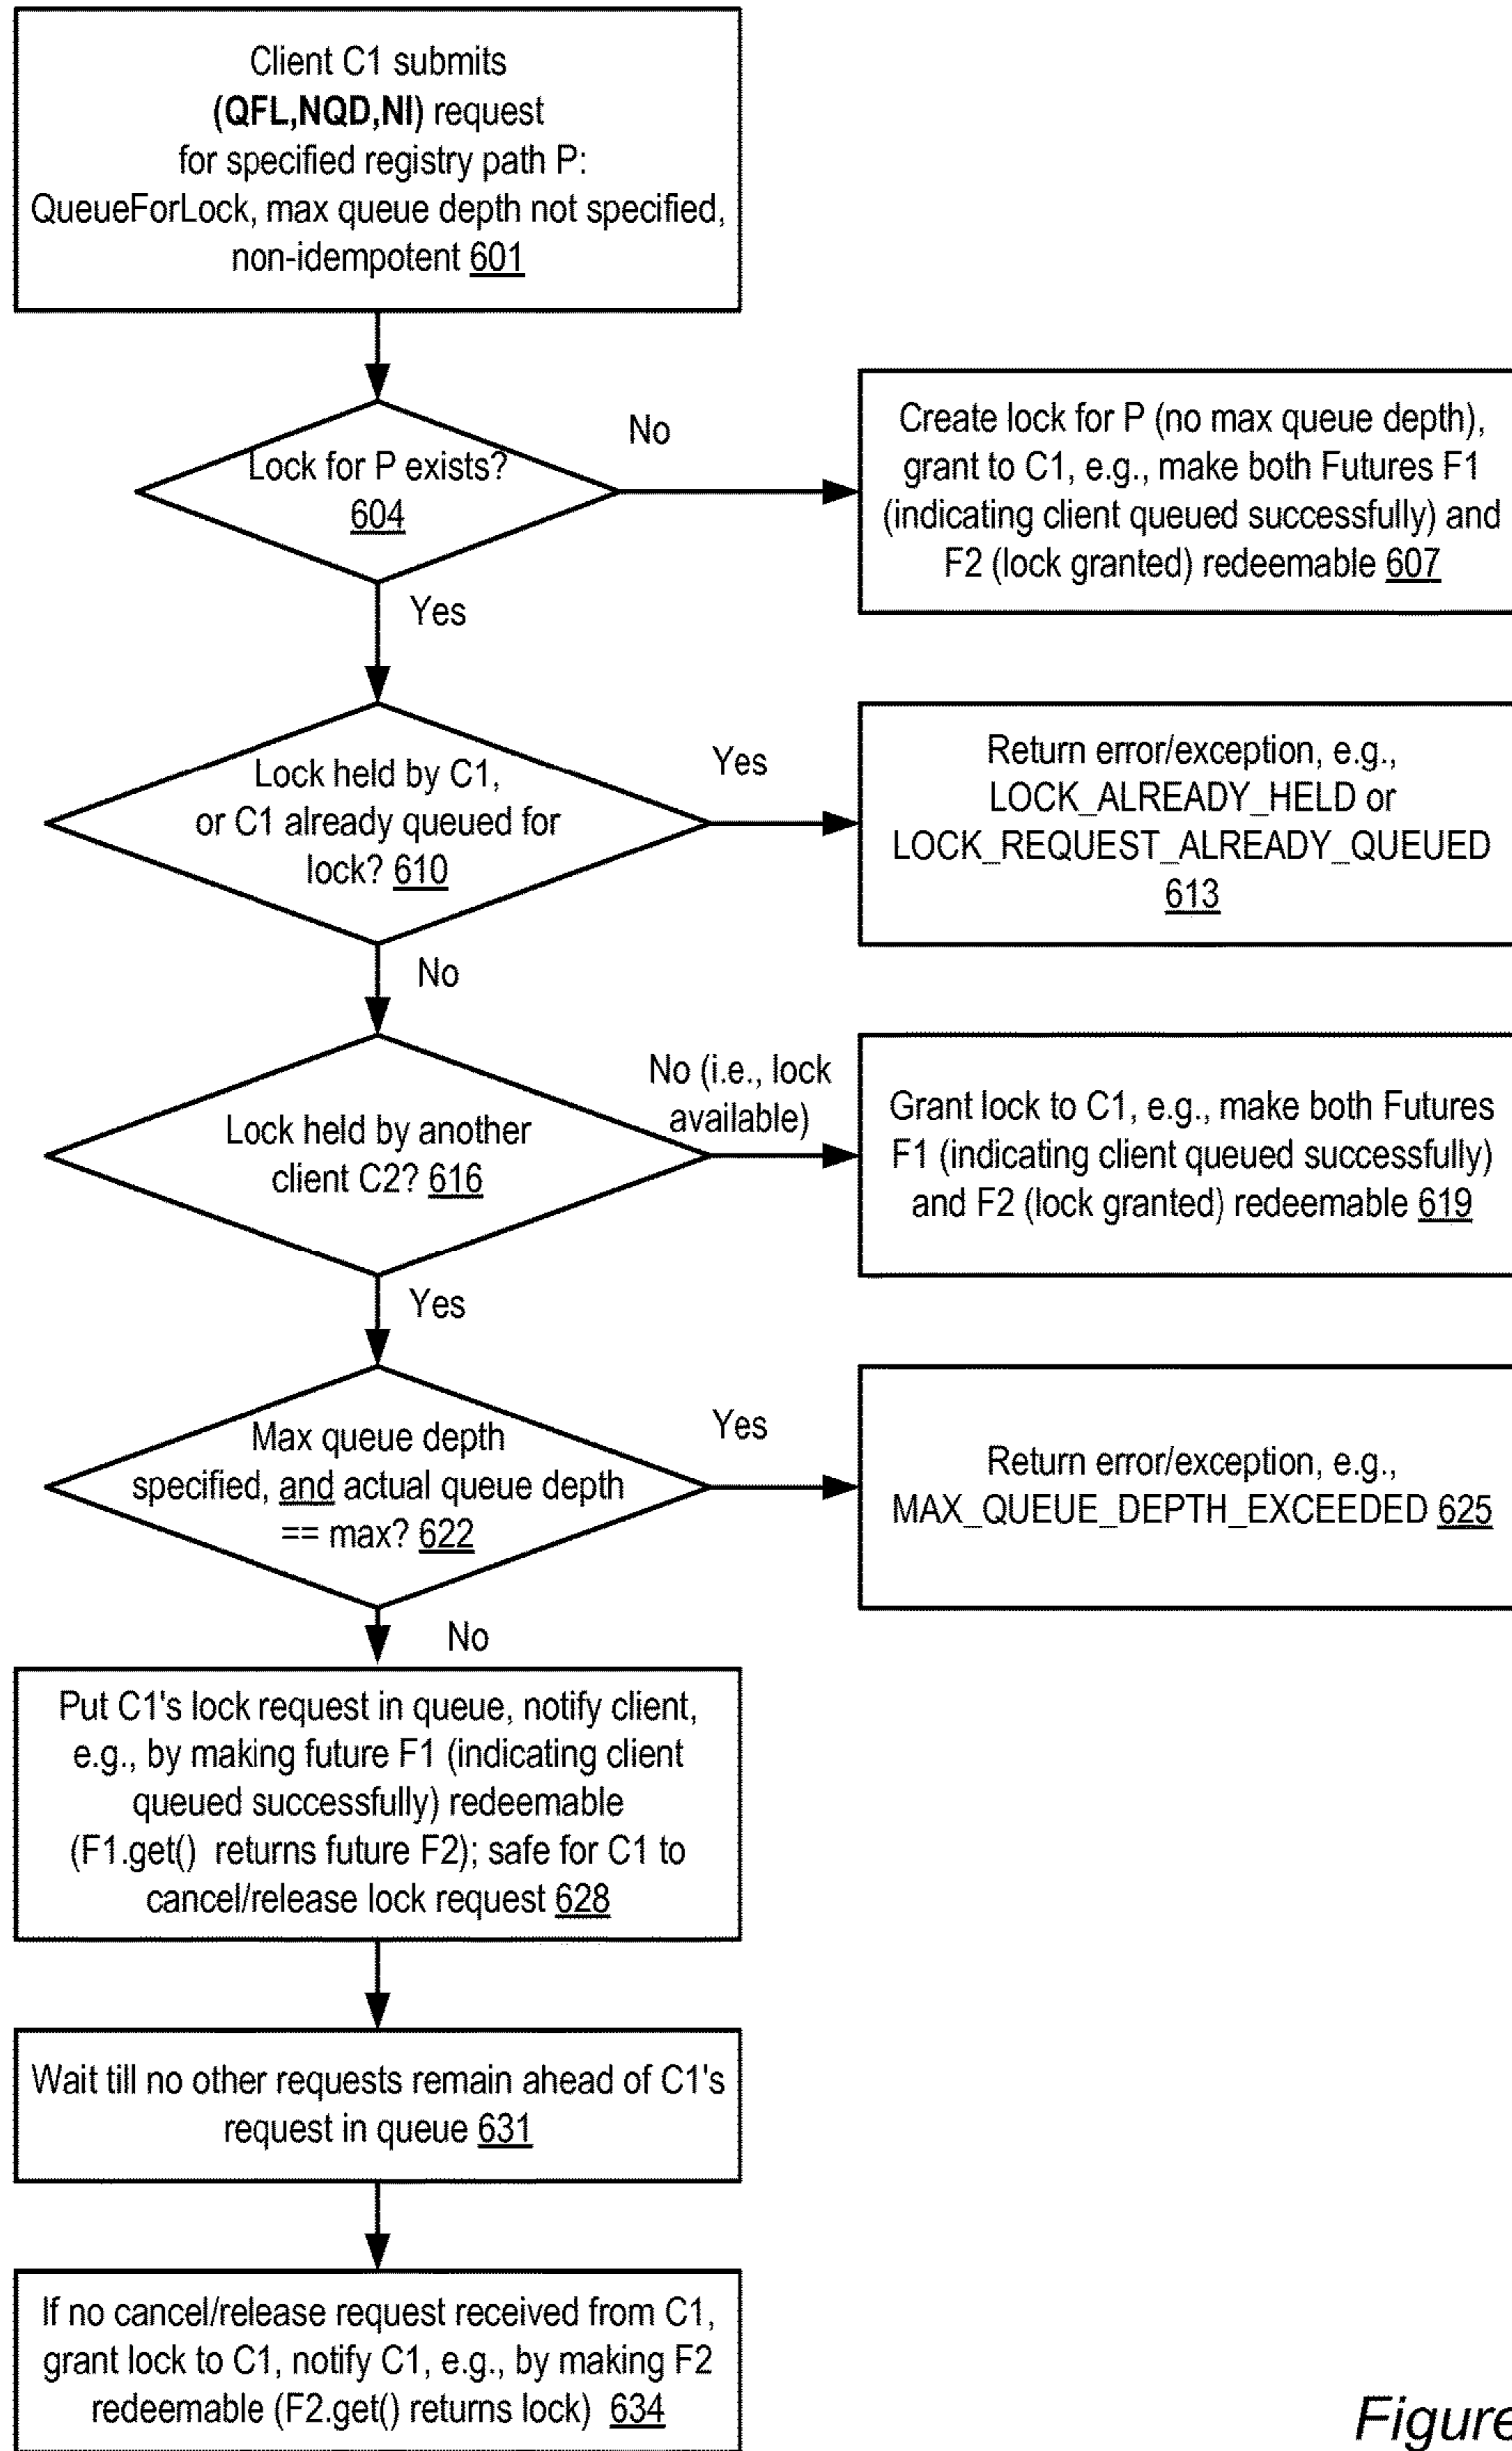 Client C1 submits
(QFL,NQD,NI) request
for specified registry path P:
QueueForLock, max queue depth not specified,
non-idempotent 601
Lock for P exists?
604
No
Create lock for P (no max queue depth),
grant to C1, e.g., make both Futures F1
(indicating client queued successfully) and
F2 (lock granted) redeemable 607
Yes
Lock held by C1,
or C1 already queued for
lock? 610
Yes
Return error/exception, e.g.,
LOCK_ALREADY_HELD or
LOCK_REQUEST_ALREADY_QUEUED
613
No
Lock held by another
client C2? 616
No (i.e., lock
available)
Grant lock to C1, e.g., make both Futures
F1 (indicating client queued successfully)
and F2 (lock granted) redeemable 619
Yes
Max queue depth
specified, and actual queue depth
== max? 622
Yes
Return error/exception, e.g.,
MAX_QUEUE_DEPTH_EXCEEDED 625
No
Put C1's lock request in queue, notify client,
e.g., by making future F1 (indicating client
queued successfully) redeemable
(F1.get() returns future F2); safe for C1 to
cancel/release lock request 628
Wait till no other requests remain ahead of C1's
request in queue 631
If no cancel/release request received from C1,
grant lock to C1, notify C1, e.g., by making F2
redeemable (F2.get() returns lock) 634
Figure